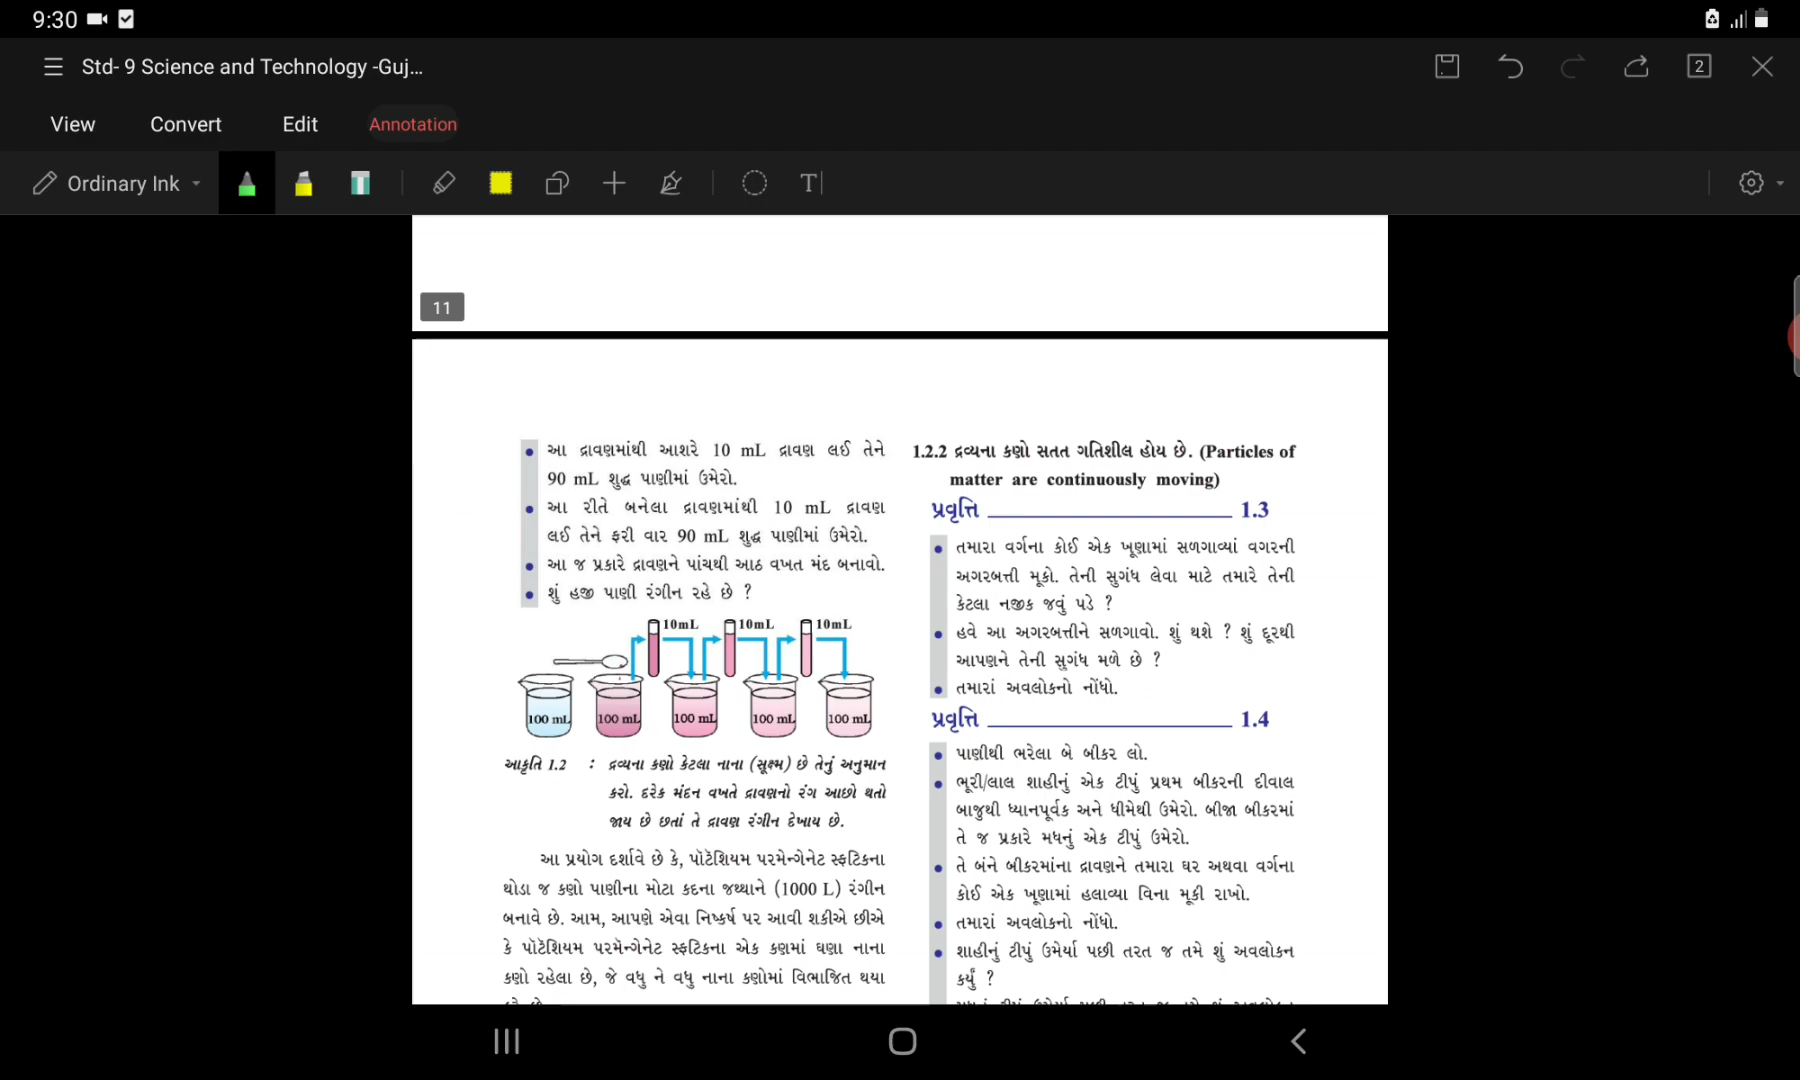 9:30
Std- 9 Science and Technology -Guj...
2
View Convert Edit Annotation
Ordinary Ink
T
11
આ દ્રાવણમાંથી આશરે 10 mL દ્રાવણ લઈ તેને
90 mL શુદ્ધ પાણીમાં ઉમેરો.
આ રીતે બનેલા દ્રાવણમાંથી 10 mL દ્રાવણ
લઈ તેને ફરી વાર 90 mL શુદ્ધ પાણીમાં ઉમેરો.
આ જ પ્રકારે દ્રાવણને પાંચથી આઠ વખત મંદ બનાવો.
શું હજી પાણી રંગીન રહે છે ?
10mL 10mL 10mL
100 mL 100 mL 100 mL 100 mL 100 mL
આકૃતિ 1.2 : દ્રવ્યના કણો કેટલા નાના (સૂક્ષ્મ) છે તેનું અનુમાન
કરો. દરેક મંદન વખતે દ્રાવણનો રંગ આછો થતો
જાય છે છતાં તે દ્રાવણ રંગીન દેખાય છે.
આ પ્રયોગ દર્શાવે છે કે, પૉટૅશિયમ પરમેન્ગેનેટ સ્ફટિકના
થોડા જ કણો પાણીના મોટા કદના જથ્થાને (1000 L) રંગીન
બનાવે છે. આમ, આપણે એવા નિષ્કર્ષ પર આવી શકીએ છીએ
કે પૉટૅશિયમ પરમૅન્ગેનેટ સ્ફટિકના એક કણમાં ઘણા નાના
કણો રહેલા છે, જે વધુ ને વધુ નાના કણોમાં વિભાજિત થયા
1.2.2 દ્રવ્યના કણો સતત ગતિશીલ હોય છે. (Particles of
matter are continuously moving)
પ્રવૃત્તિ 1.3
તમારા વર્ગના કોઈ એક ખૂણામાં સળગાવ્યાં વગરની
અગરબત્તી મૂકો. તેની સુગંધ લેવા માટે તમારે તેની
કેટલા નજીક જવું પડે ?
હવે આ અગરબત્તીને સળગાવો. શું થશે ? શું દૂરથી
આપણને તેની સુગંધ મળે છે ?
તમારાં અવલોકનો નોંધો.
પ્રવૃત્તિ 1.4
પાણીથી ભરેલા બે બીકર લો.
ભૂરી/લાલ શાહીનું એક ટીપું પ્રથમ બીકરની દીવાલ
બાજુથી ધ્યાનપૂર્વક અને ધીમેથી ઉમેરો. બીજા બીકરમાં
તે જ પ્રકારે મધનું એક ટીપું ઉમેરો.
તે બંને બીકરમાંના દ્રાવણને તમારા ઘર અથવા વર્ગના
કોઈ એક ખૂણામાં હલાવ્યા વિના મૂકી રાખો.
તમારાં અવલોકનો નોંધો.
શાહીનું ટીપું ઉમેર્યા પછી તરત જ તમે શું અવલોકન
કર્યું ?